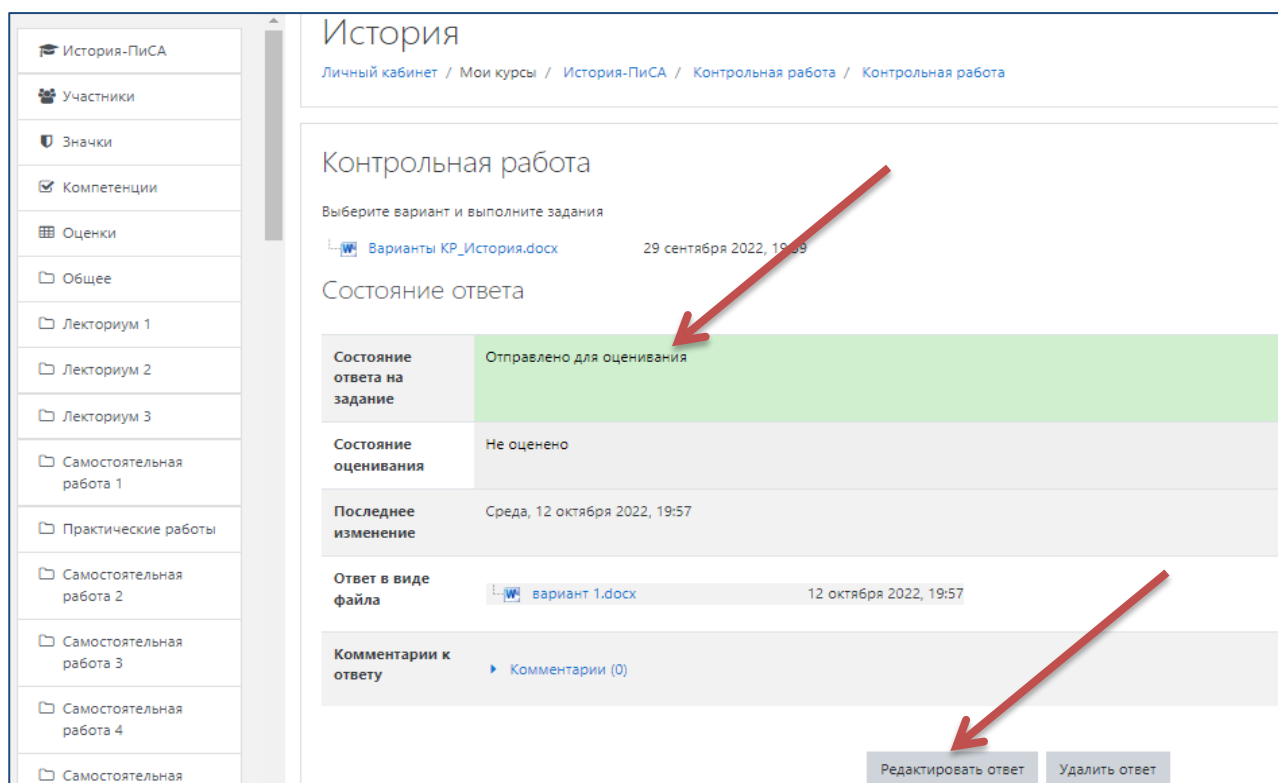 История-ПиСА
Участники
Значки
Компетенции
Оценки
Общее
Лекториум 1
Лекториум 2
Лекториум 3
Самостоятельная
работа 1
Практические работы
Самостоятельная
работа 2
Самостоятельная
работа 3
Самостоятельная
работа 4
Самостоятельная
История
Личный кабинет / Мои курсы / История-ПиСА / Контрольная работа / Контрольная работа
Контрольная работа
Выберите вариант и выполните задания
Варианты КР_История.docx 29 сентября 2022,
Состояние ответа
Состояние
ответа на
задание
Отправлено для оценивания
Состояние
оценивания
Не оценено
Последнее
изменение
Среда, 12 октября 2022, 19:57
Ответ в виде
файла
вариант 1.docx 12 октября 2022, 19:57
Комментарии к
ответу
Комментарии (0)
Редактировать ответ Удалить ответ